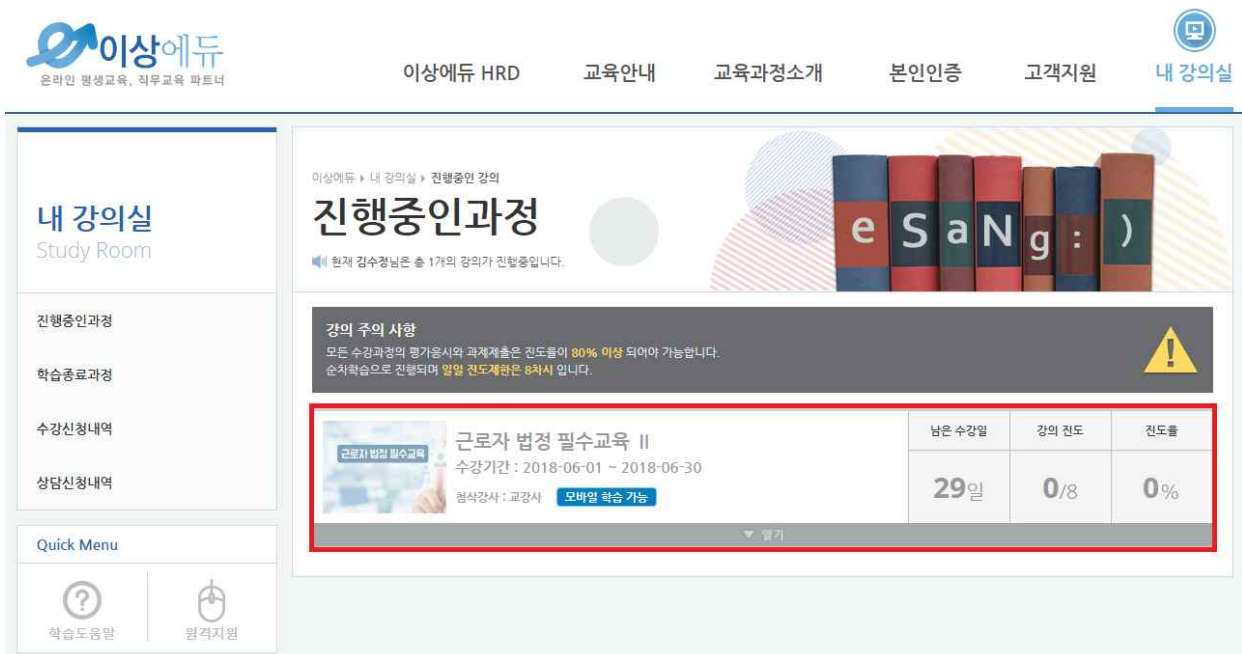 이상에듀
온라인 평생교육, 직무교육 파트너
이상에듀 HRD
교육안내
교육과정소개
본인인증
고객지원
내 강의실
내 강의실
Study Room
진행중인과정
학습종료과정
수강신청내역
상담신청내역
Quick Menu
학습도움말
원격지원
이상에듀 ▸ 내 강의실 ▸ 진행중인 강의
진행중인과정
현재 김수정님은 총 1개의 강의가 진행중입니다.
eSaNg:)
강의 주의 사항
모든 수강과정의 평가응시와 과제제출은 진도율이 80% 이상 되어야 가능합니다.
순차학습으로 진행되며 일일 진도제한은 8차시 입니다.
근로자 법정 필수교육
근로자 법정 필수교육 Ⅱ
수강기간 : 2018-06-01 ~ 2018-06-30
첨삭강사 : 교강사 모바일 학습 가능
남은 수강일 강의 진도 진도율
29일 0/8 0%
▼ 열기